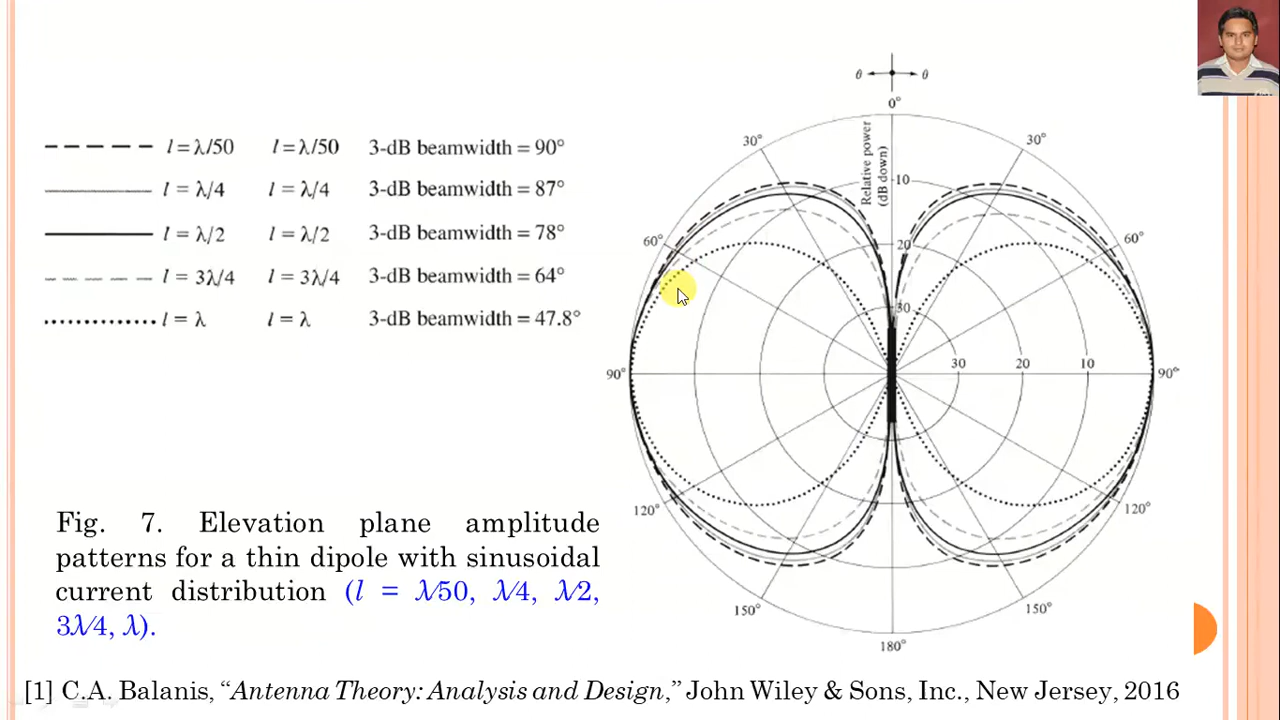 θ θ
0°
30° 30°
Relative power
(dB down)
l = λ/50 l = λ/50 3-dB beamwidth = 90°
10
l = λ/4 l = λ/4 3-dB beamwidth = 87°
l = λ/2 l = λ/2 3-dB beamwidth = 78°
60° 20 60°
l = 3λ/4 l = 3λ/4 3-dB beamwidth = 64°
l = λ l = λ 3-dB beamwidth = 47.8°
30
90° 30 20 10 90°
120° 120°
150° 150°
180°
Fig. 7. Elevation plane amplitude
patterns for a thin dipole with sinusoidal
current distribution (l = λ⁄50, λ⁄4, λ⁄2,
3λ⁄4, λ).
[1] C.A. Balanis, “Antenna Theory: Analysis and Design,” John Wiley & Sons, Inc., New Jersey, 2016